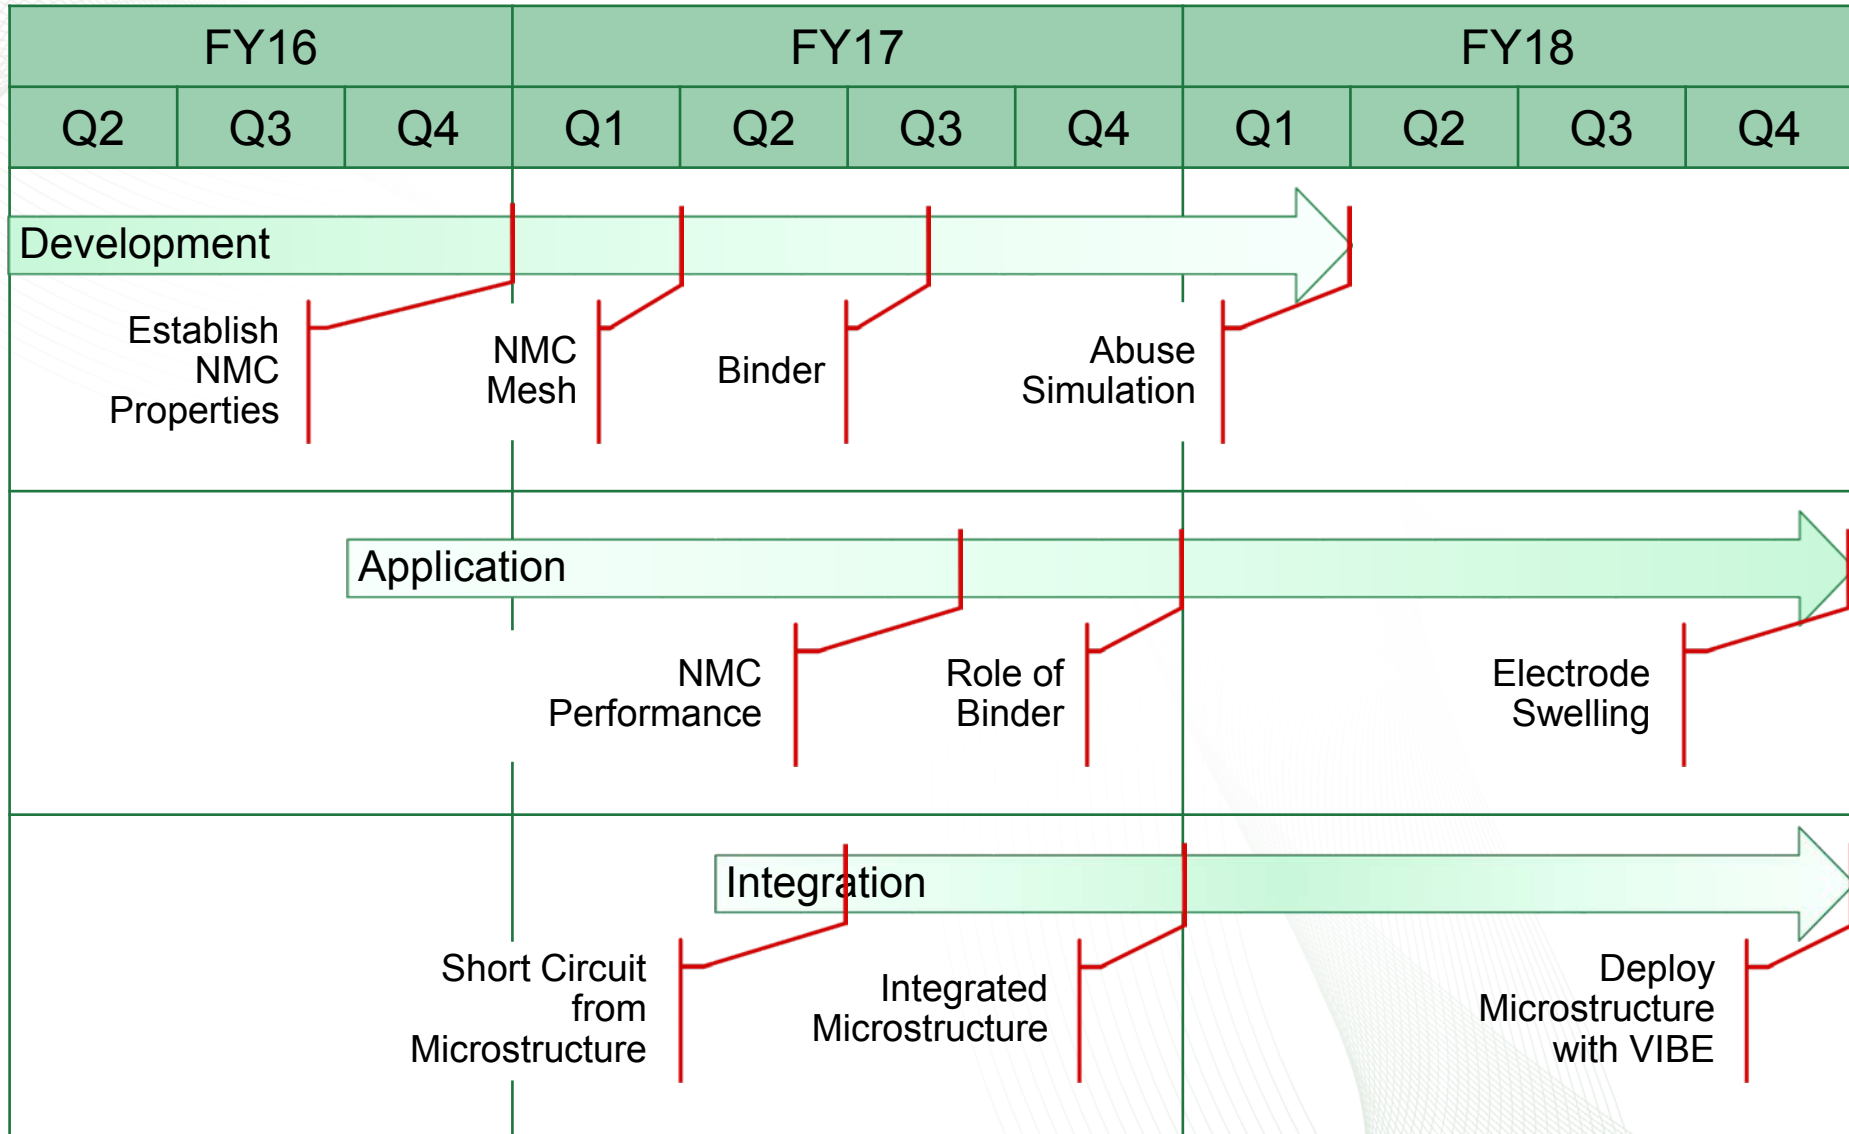 FY16 FY17 FY18
Q2 Q3 Q4 Q1 Q2 Q3 Q4 Q1 Q2 Q3 Q4
Development
Establish
NMC
Properties
NMC
Mesh
Binder
Abuse
Simulation
Application
NMC
Performance
Role of
Binder
Electrode
Swelling
Integration
Short Circuit
from
Microstructure
Integrated
Microstructure
Deploy
Microstructure
with VIBE